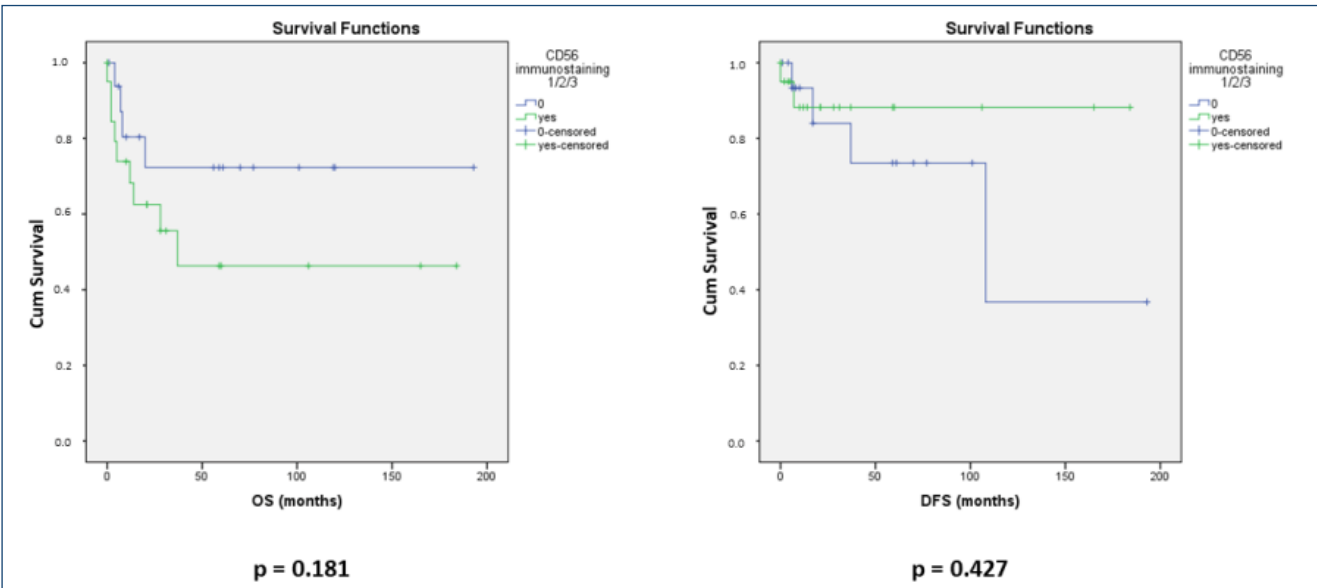 Survival Functions
CD56
immunostaining
1/2/3
0
yes
0-censored
yes-censored
1.0
0.8
0.6
0.4
0.2
0.0
Cum Survival
0 50 100 150 200
OS (months)
p = 0.181
Survival Functions
CD56
immunostaining
1/2/3
0
yes
0-censored
yes-censored
1.0
0.8
0.6
0.4
0.2
0.0
Cum Survival
0 50 100 150 200
DFS (months)
p = 0.427